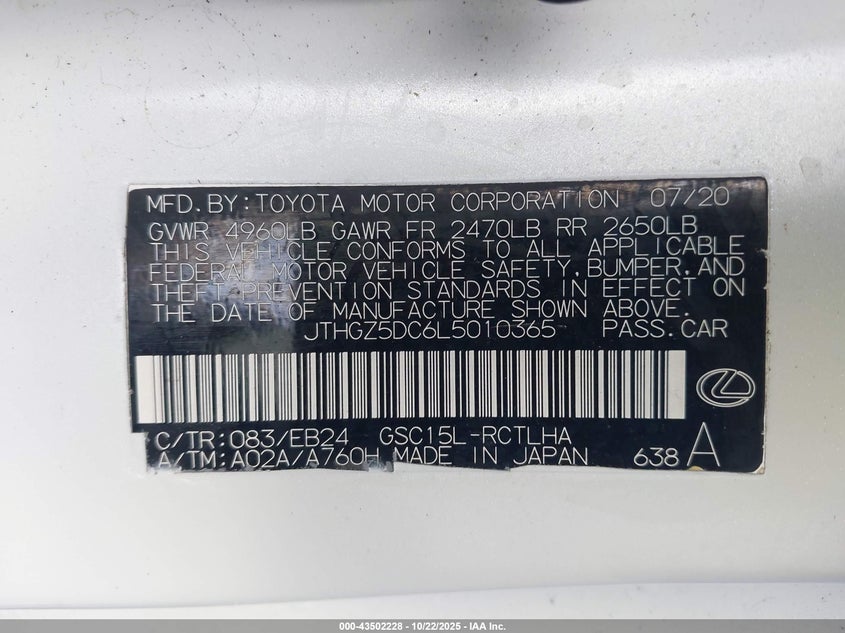 MFD. BY: TOYOTA MOTOR CORPORATION 07/20
GVWR 4960LB GAWR FR 2470LB RR 2650LB
THIS VEHICLE CONFORMS TO ALL APPLICABLE
FEDERAL MOTOR VEHICLE SAFETY, BUMPER, AND
THEFT PREVENTION STANDARDS IN EFFECT ON
THE DATE OF MANUFACTURE SHOWN ABOVE.
JTHGZ5DC6L5010365 PASS. CAR
C/TR: 083/EB24 GSC15L-RCTLHA
A/TM: A02A/A760H MADE IN JAPAN 638 A
000-43502228 - 10/22/2025 - IAA Inc.